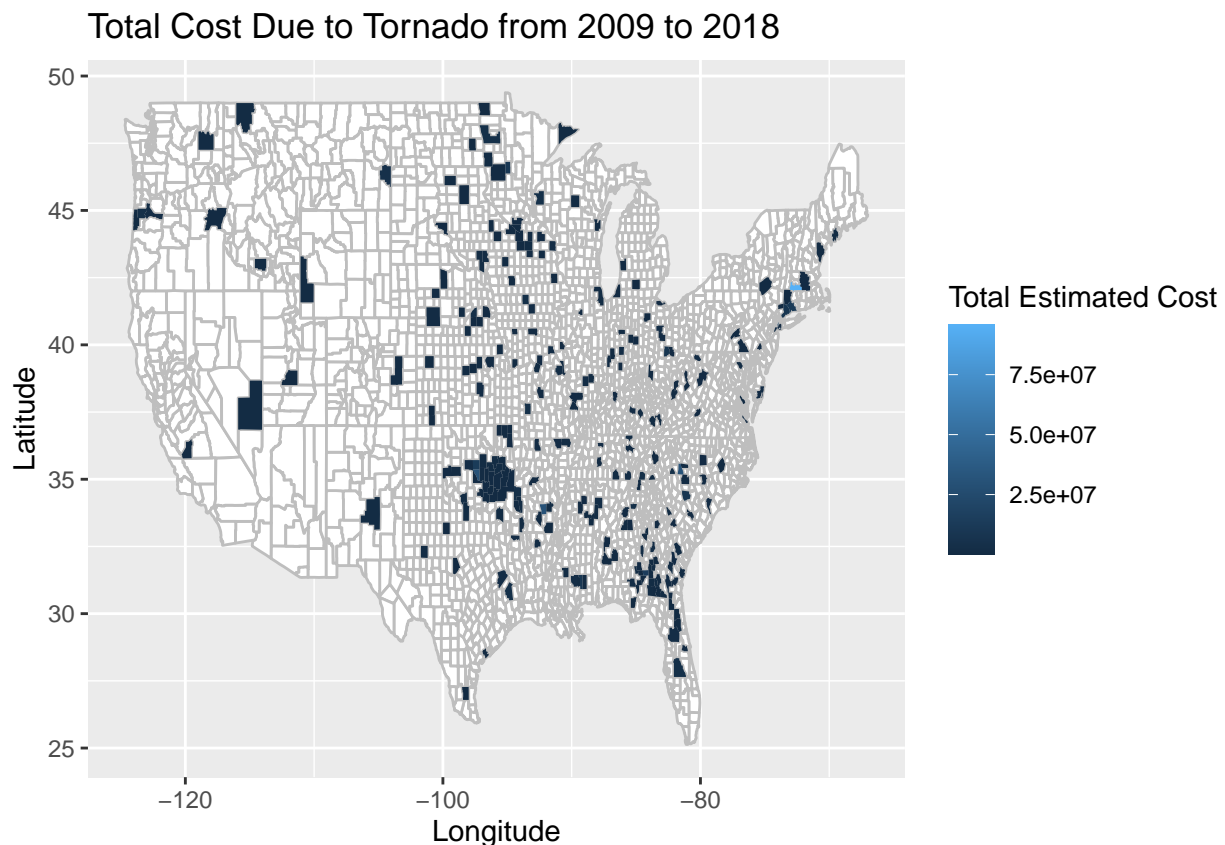 Total Cost Due to Tornado from 2009 to 2018
50
45
40
35
30
25
Latitude
−120
−100
−80
Longitude
Total Estimated Cost
7.5e+07
5.0e+07
2.5e+07